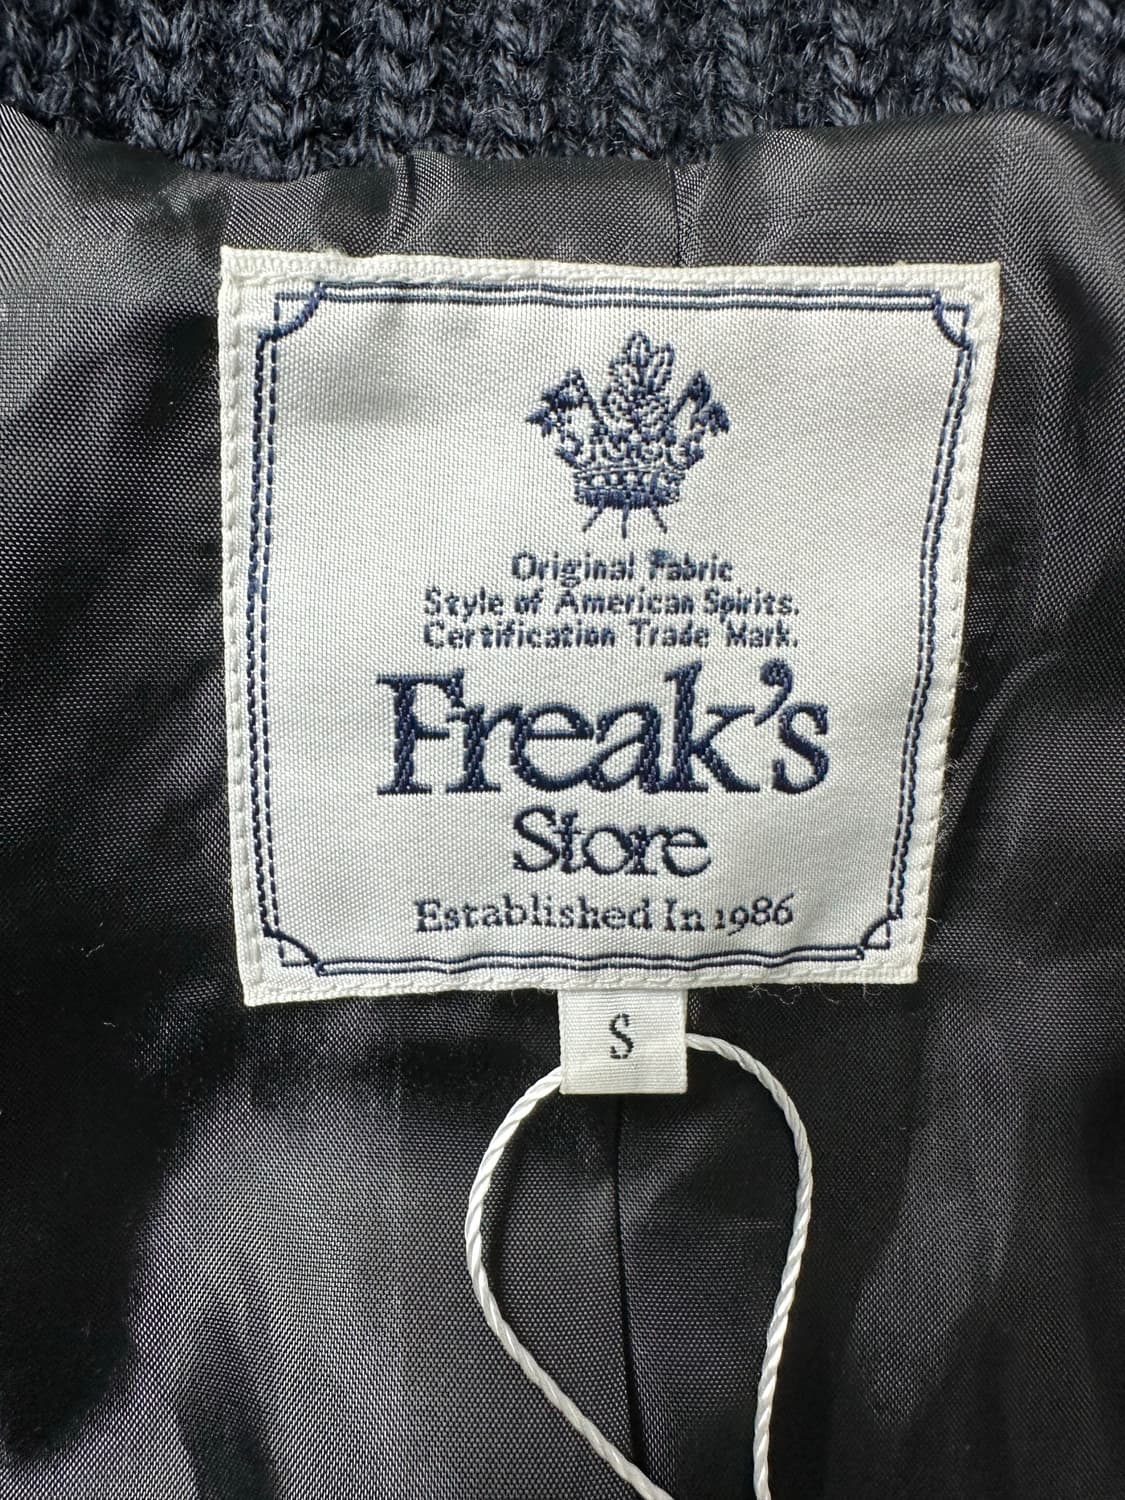 Original Fabric
Style of American Spirits.
Certification Trade Mark.
Freak's
Store
Established In 1986
S